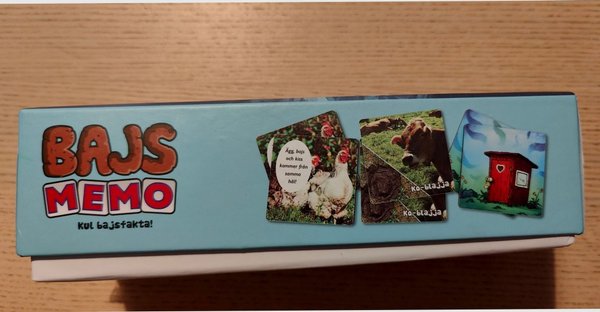 BAJS
MEMO
Kul bajsfakta!
Ägg, bajs
och kiss
kommer från
samma
hål!
Ko-blajja
Ko-blajja